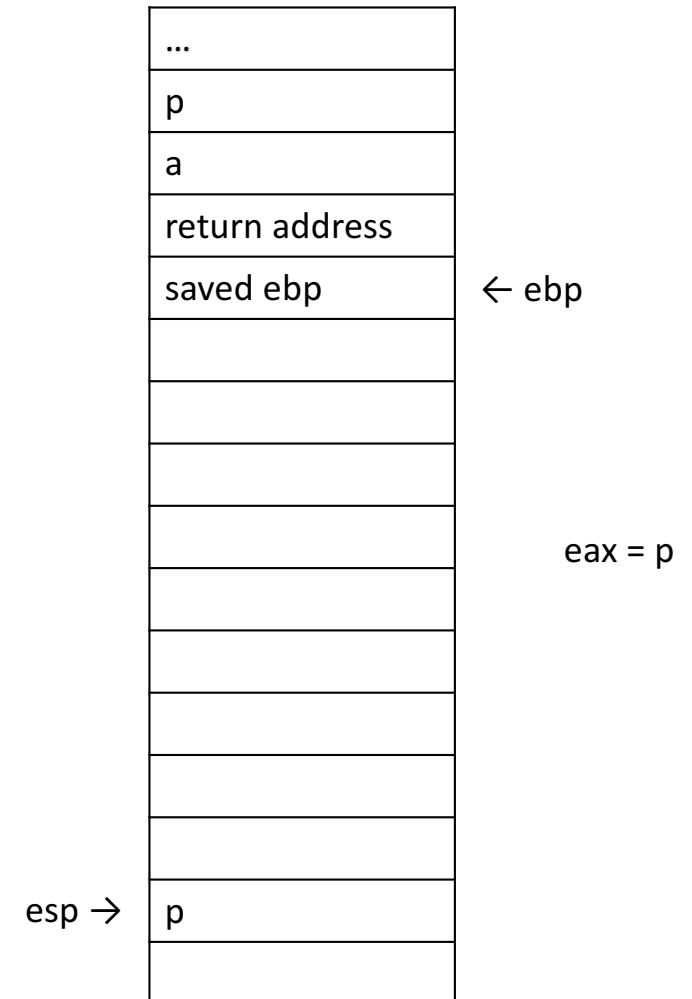 ...
p
a
return address
saved ebp
← ebp
eax = p
esp →
p